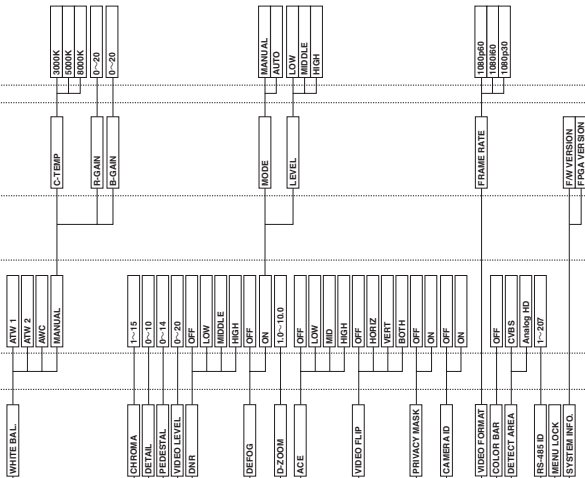 WHITE BAL. ATW 1
ATW 2
AWC
MANUAL C-TEMP 3000K
5000K
8000K
R-GAIN 0~20
B-GAIN 0~20
CHROMA 1~15
DETAIL 0~10
PEDESTAL 0~14
VIDEO LEVEL 0~20
DNR OFF
LOW
MIDDLE
HIGH
DEFOG OFF
ON MODE MANUAL
AUTO
D-ZOOM 1.0~10.0
LEVEL LOW
MIDDLE
HIGH
ACE OFF
LOW
MID
HIGH
VIDEO FLIP OFF
HORIZ
VERT
BOTH
PRIVACY MASK OFF
ON
CAMERA ID OFF
ON
VIDEO FORMAT FRAME RATE 1080p60
1080i60
1080p30
COLOR BAR OFF
DETECT AREA CVBS
Analog HD
RS-485 ID 1~207
MENU LOCK
SYSTEM INFO. F/W VERSION
FPGA VERSION